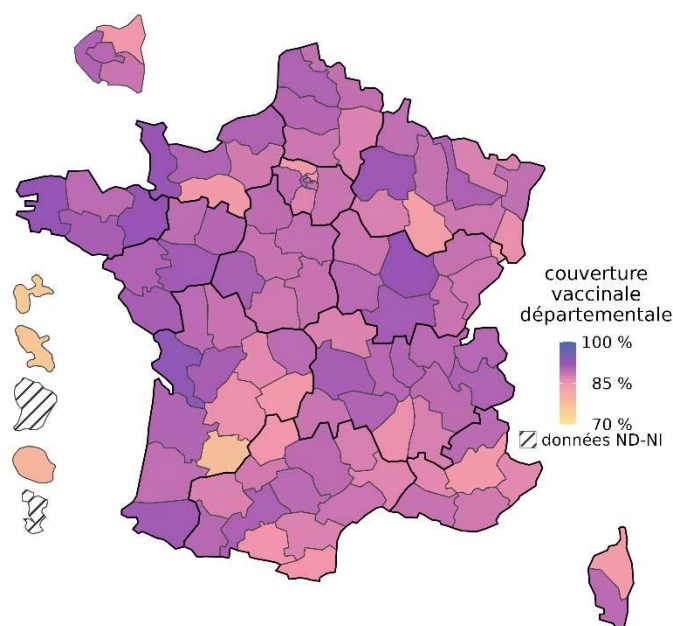 couverture
vaccinale
départementale
100 %
85 %
70 %
données ND-NI